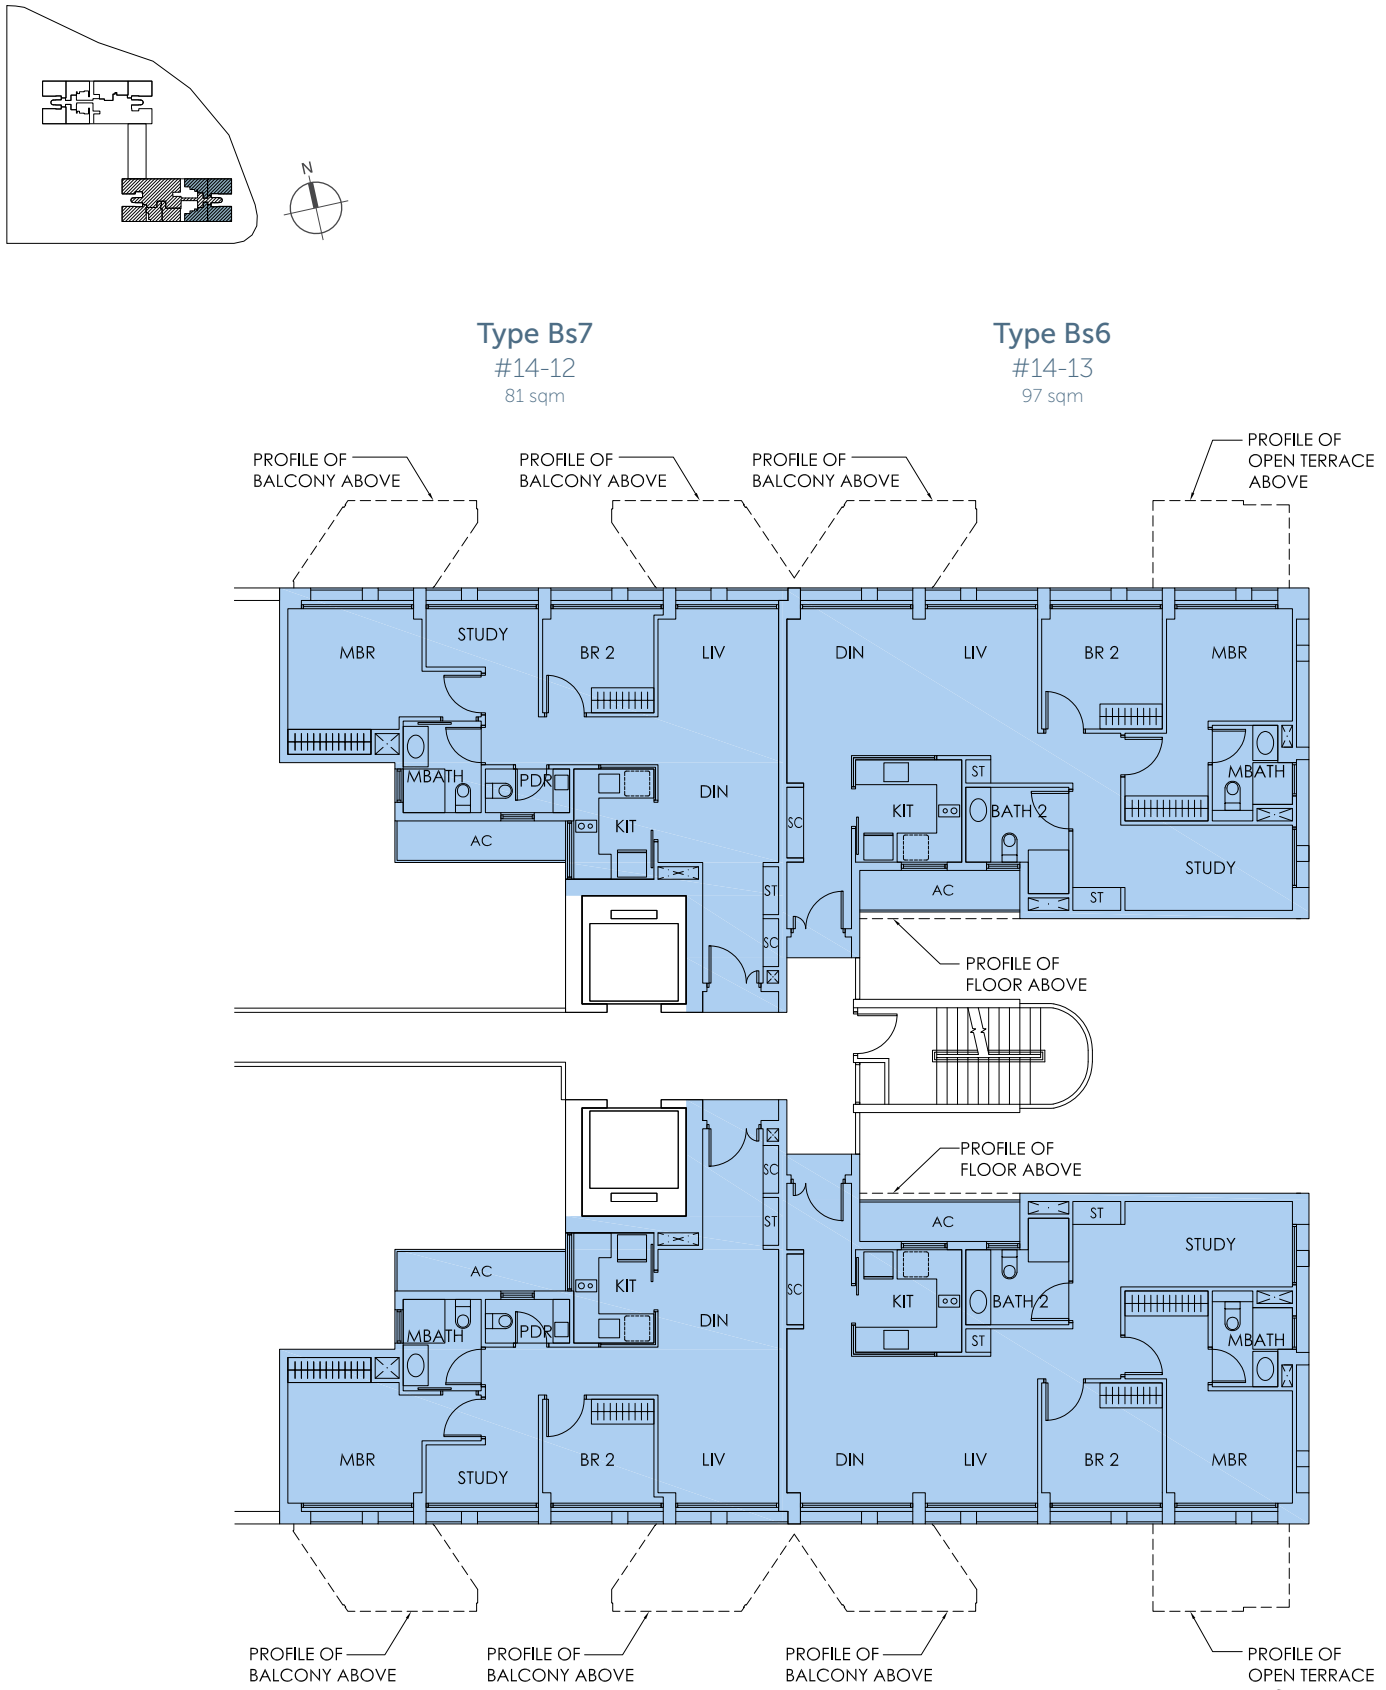 N
Type Bs7
#14-12
81 sqm
Type Bs6
#14-13
97 sqm
PROFILE OF
BALCONY ABOVE
PROFILE OF
BALCONY ABOVE
PROFILE OF
BALCONY ABOVE
PROFILE OF
OPEN TERRACE
ABOVE
MBR
STUDY
BR 2
LIV
DIN
LIV
BR 2
MBR
MBATH
PDR
DIN
ST
MBATH
KIT
SC
KIT
BATH 2
AC
STUDY
ST
AC
ST
SC
PROFILE OF
FLOOR ABOVE
PROFILE OF
FLOOR ABOVE
SC
ST
AC
ST
STUDY
AC
KIT
SC
KIT
BATH 2
MBATH
PDR
DIN
ST
MBATH
MBR
STUDY
BR 2
LIV
DIN
LIV
BR 2
MBR
PROFILE OF
BALCONY ABOVE
PROFILE OF
BALCONY ABOVE
PROFILE OF
BALCONY ABOVE
PROFILE OF
OPEN TERRACE